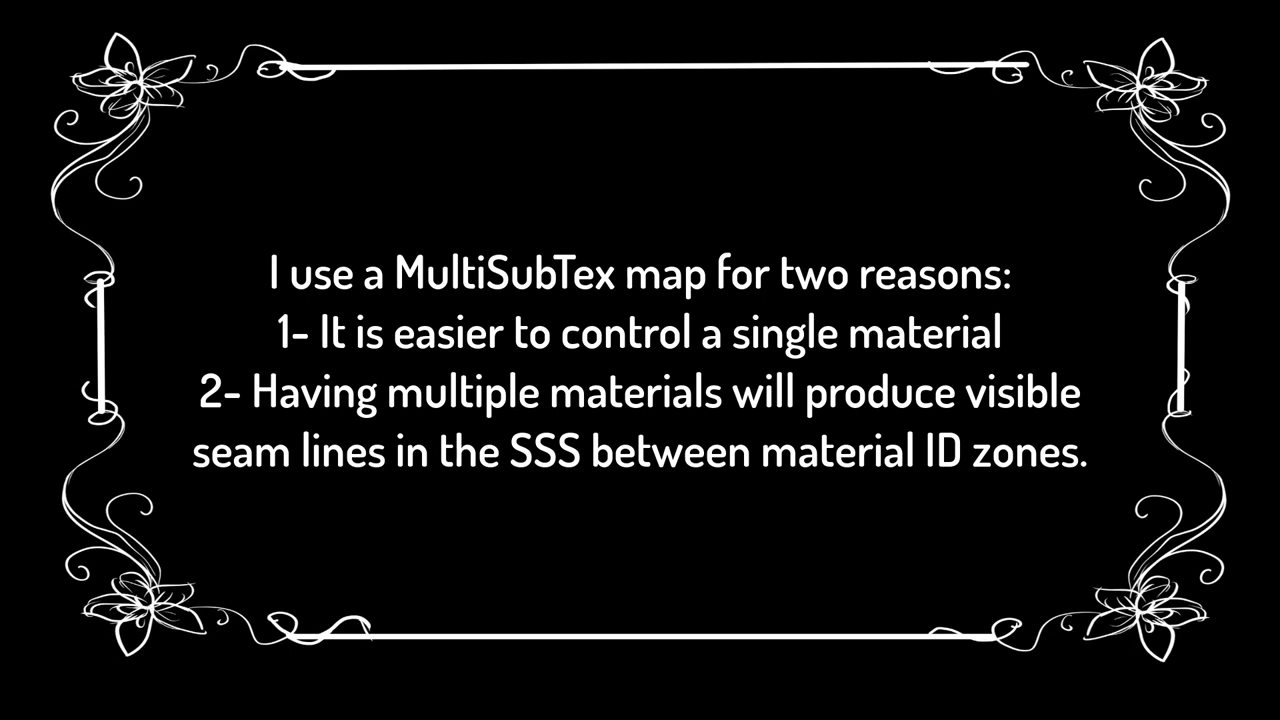 I use a MultiSubTex map for two reasons:
1- It is easier to control a single material
2- Having multiple materials will produce visible
seam lines in the SSS between material ID zones.